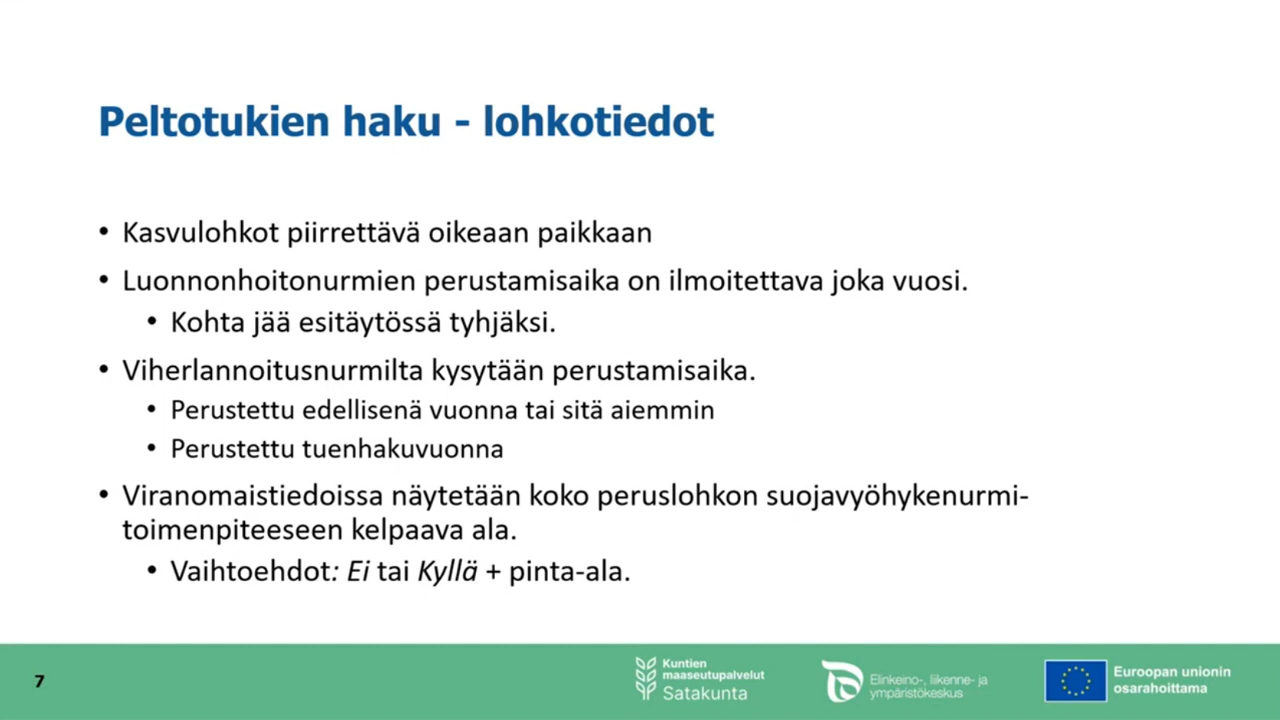 Peltotukien haku - lohkotiedot
• Kasvulohkot piirrettävä oikeaan paikkaan
• Luonnonhoitonurmien perustamisaika on ilmoitettava joka vuosi.
• Kohta jää esitäytössä tyhjäksi.
• Viherlannoitusnurmilta kysytään perustamisaika.
• Perustettu edellisenä vuonna tai sitä aiemmin
• Perustettu tuenhakuvuonna
• Viranomaistiedoissa näytetään koko peruslohkon suojavyöhykenurmi-
toimenpiteeseen kelpaava ala.
• Vaihtoehdot: Ei tai Kyllä + pinta-ala.
7
Kuntien
maaseutupalvelut
Satakunta
Elinkeino-, liikenne- ja
ympäristökeskus
Euroopan unionin
osarahoittama